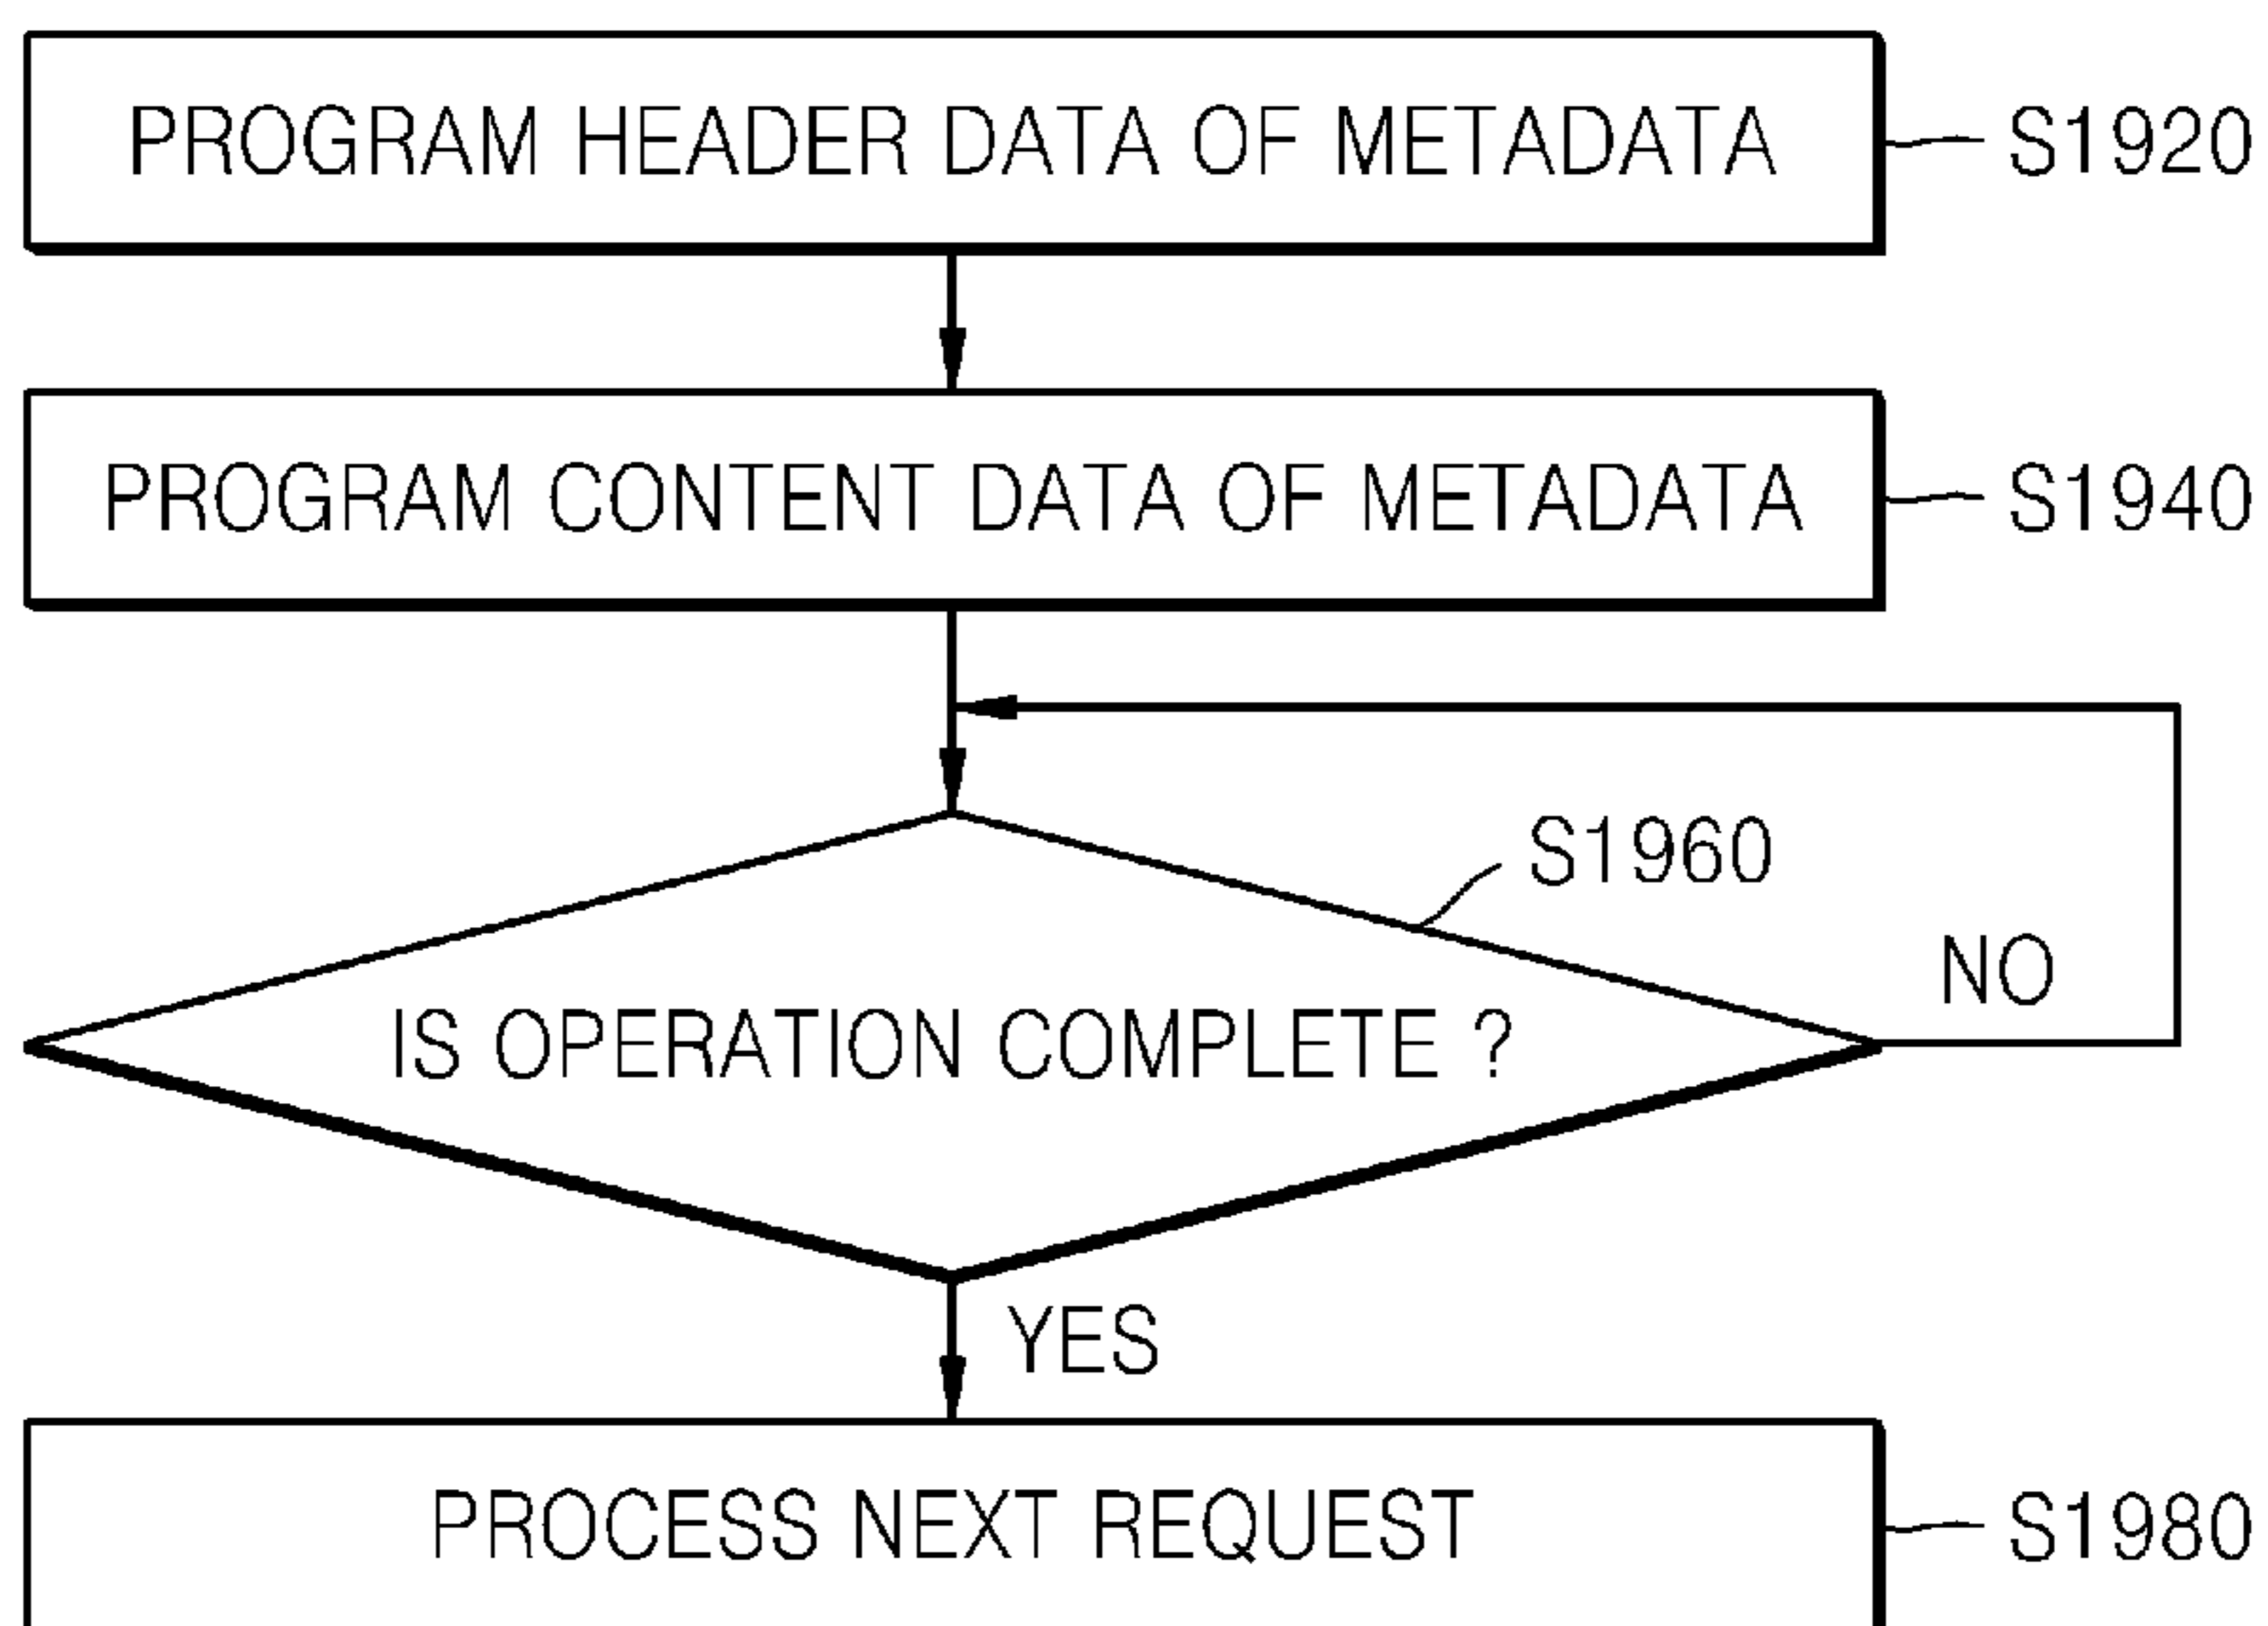 PROGRAM HEADER DATA OF METADATA
S1920
PROGRAM CONTENT DATA OF METADATA
S1940
S1960
NO
IS OPERATION COMPLETE ?
YES
PROCESS NEXT REQUEST
S1980